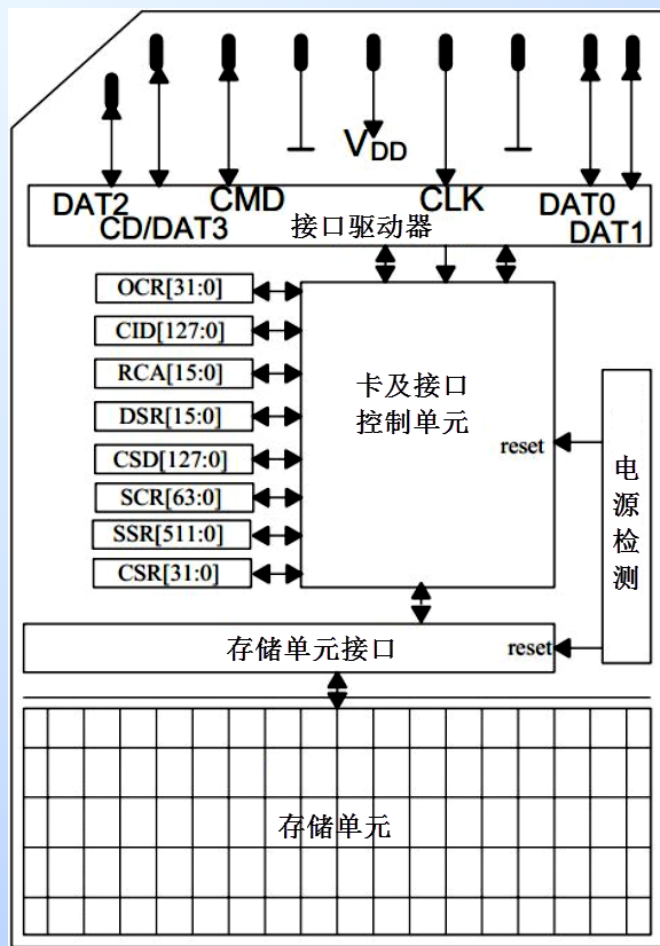 VDD
DAT2
CMD
CLK
DAT0
CD/DAT3
接口驱动器
DAT1
OCR[31:0]
CID[127:0]
RCA[15:0]
DSR[15:0]
CSD[127:0]
SCR[63:0]
SSR[511:0]
CSR[31:0]
卡及接口
控制单元
reset
电
源
检
测
存储单元接口
reset
存储单元